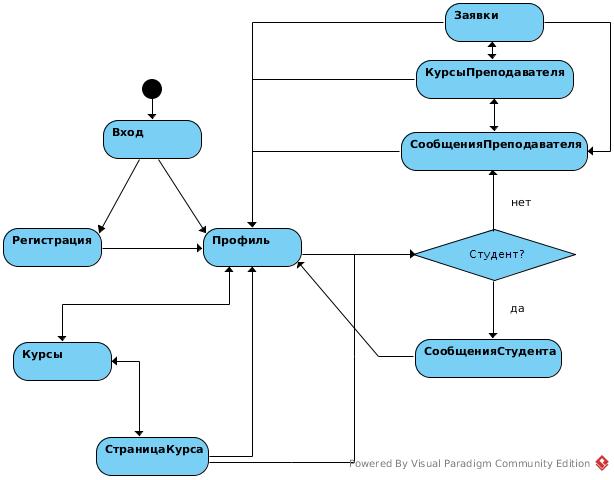 Заявки
КурсыПреподавателя
Вход
СообщенияПреподавателя
нет
Регистрация
Профиль
Студент?
да
Курсы
СообщенияСтудента
СтраницаКурса
Powered By Visual Paradigm Community Edition